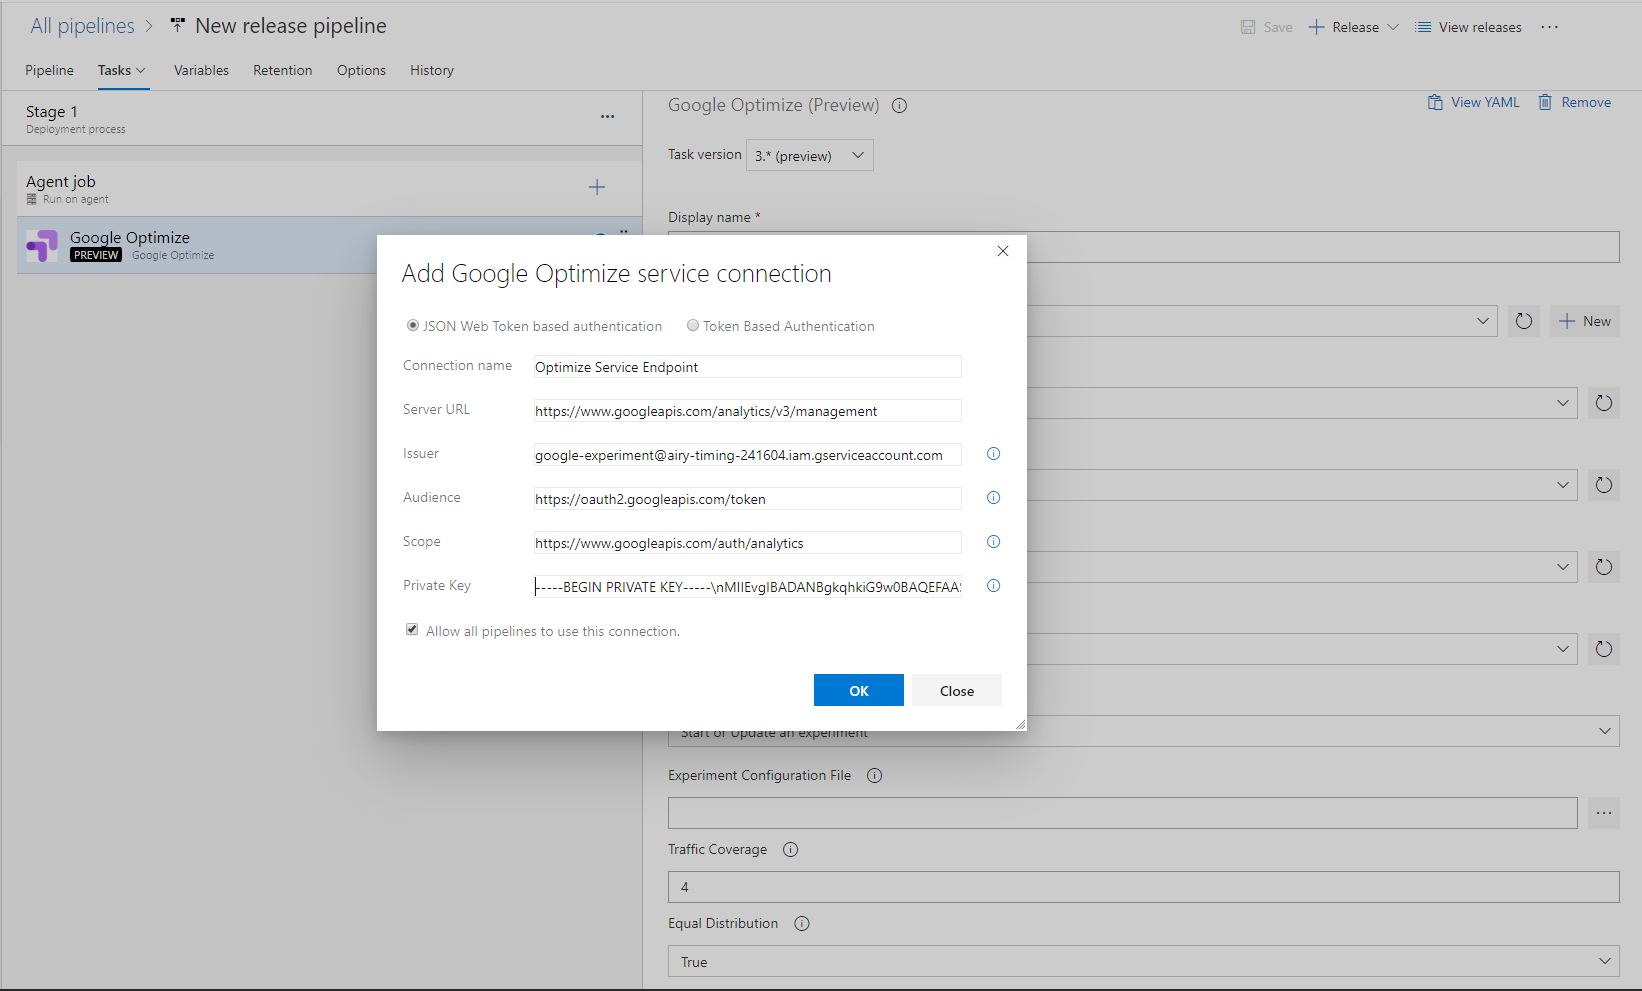 All pipelines > New release pipeline
Save + Release View releases ...
Pipeline Tasks Variables Retention Options History
Stage 1
Deployment process
...
Agent job
Run on agent
+
Google Optimize
PREVIEW Google Optimize
Google Optimize (Preview)
View YAML Remove
Task version 3.* (preview)
Display name *
+ New
Add Google Optimize service connection
JSON Web Token based authentication Token Based Authentication
Connection name Optimize Service Endpoint
Server URL https://www.googleapis.com/analytics/v3/management
Issuer google-experiment@airy-timing-241604.iam.gserviceaccount.com
Audience https://oauth2.googleapis.com/token
Scope https://www.googleapis.com/auth/analytics
Private Key -----BEGIN PRIVATE KEY-----\nMIIEvgIBADANBgkqhkiG9w0BAQEFAAS
Allow all pipelines to use this connection.
OK Close
Start or Update an experiment
Experiment Configuration File
...
Traffic Coverage
4
Equal Distribution
True